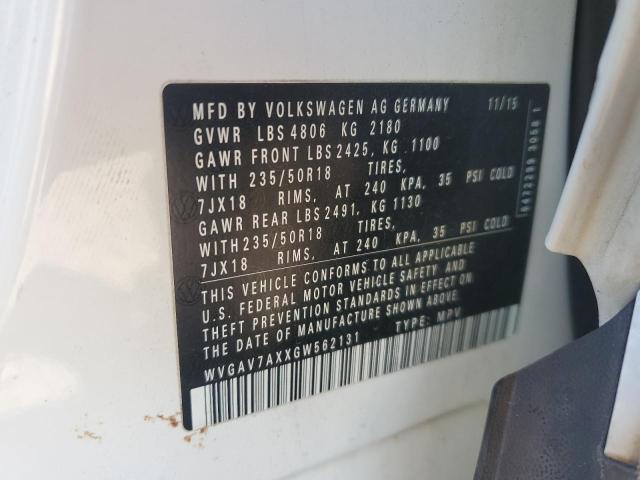 MFD BY VOLKSWAGEN AG GERMANY 11/15
GVWR LBS 4806 KG 2180
GAWR FRONT LBS 2425, KG 1100
WITH 235/50R18 TIRES,
7JX18 RIMS, AT 240 KPA, 35 PSI COLD
GAWR REAR LBS 2491, KG 1130
WITH 235/50R18 TIRES,
7JX18 RIMS, AT 240 KPA, 35 PSI COLD
THIS VEHICLE CONFORMS TO ALL APPLICABLE
U.S. FEDERAL MOTOR VEHICLE SAFETY AND
THEFT PREVENTION STANDARDS IN EFFECT ON
THE DATE OF MANUFACTURE SHOWN ABOVE.
WVGAV7AXXGW562131 TYPE: MPV